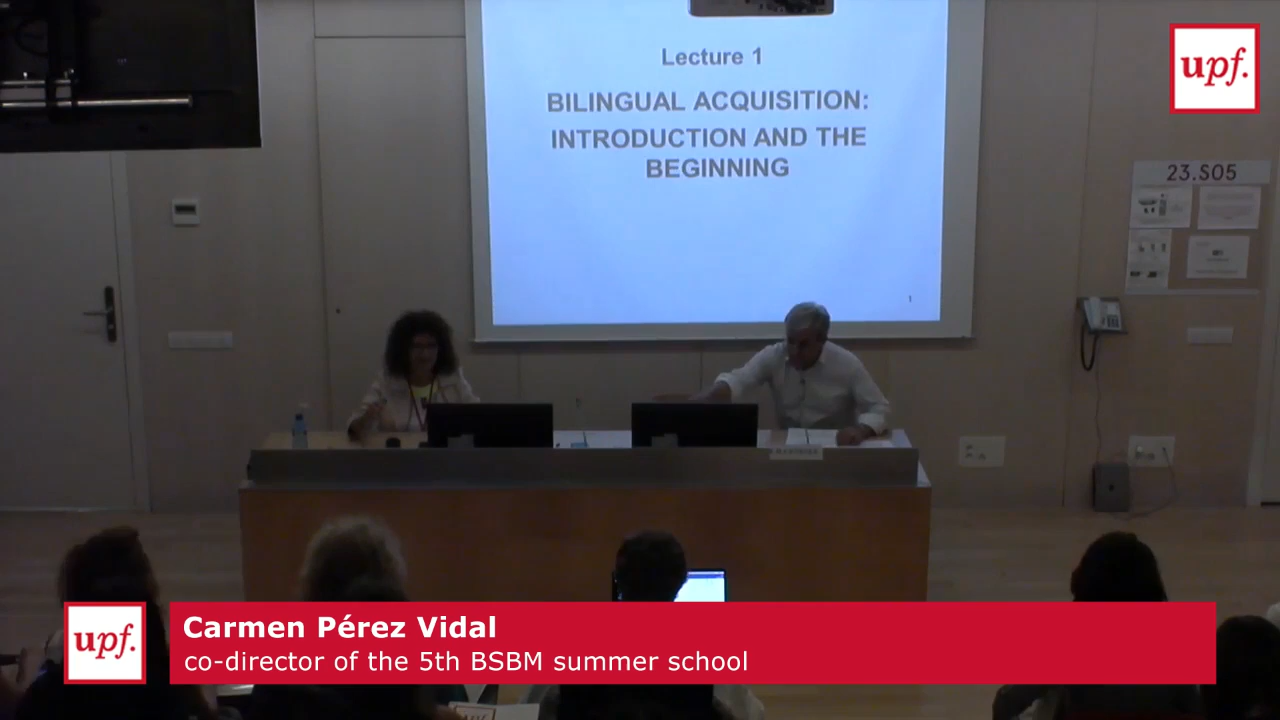 Lecture 1
upf.
BILINGUAL ACQUISITION:
INTRODUCTION AND THE
BEGINNING
23.S05
1
upf.
Carmen Pérez Vidal
co-director of the 5th BSBM summer school